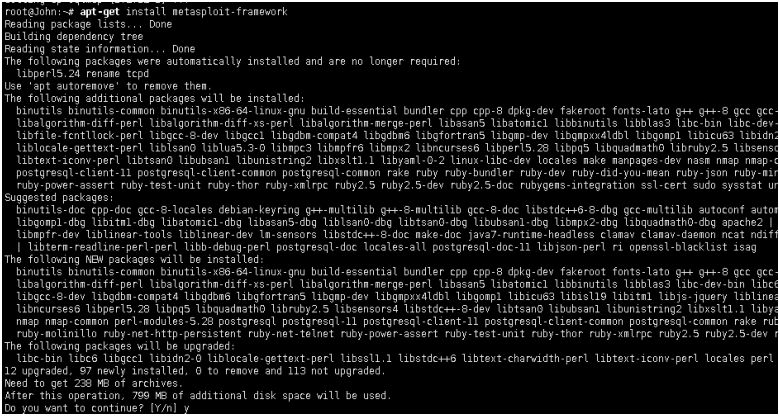 root@John:~# apt-get install metasploit-framework
Reading package lists... Done
Building dependency tree
Reading state information... Done
The following packages were automatically installed and are no longer required:
  libperl5.24 rename tcpd
Use 'apt autoremove' to remove them.
The following additional packages will be installed:
  binutils binutils-common binutils-x86-64-linux-gnu build-essential bundler cpp cpp-8 dpkg-dev fakeroot fonts-lato g++ g++-8 gcc gcc-
  libalgorithm-diff-perl libalgorithm-diff-xs-perl libalgorithm-merge-perl libasan5 libatomic1 libbinutils libblas3 libc-bin libc-dev-
  libfile-fcntllock-perl libgcc-8-dev libgcc1 libgdbm-compat4 libgdbm6 libgfortran5 libgmp-dev libgmpxx4ldbl libgomp1 libicu63 libidn2
  liblocale-gettext-perl liblsan0 liblua5.3-0 libmpc3 libmpfr6 libmpx2 libncurses6 libperl5.28 libpq5 libquadmath0 libruby2.5 libsenso
  libtext-iconv-perl libtsan0 libubsan1 libunistring2 libxslt1.1 libyaml-0-2 linux-libc-dev locales make manpages-dev nasm nmap nmap-c
  postgresql-client-11 postgresql-client-common postgresql-common rake ruby ruby-bundler ruby-dev ruby-did-you-mean ruby-json ruby-min
  ruby-power-assert ruby-test-unit ruby-thor ruby-xmlrpc ruby2.5 ruby2.5-dev ruby2.5-doc rubygems-integration ssl-cert sudo sysstat un
Suggested packages:
  binutils-doc cpp-doc gcc-8-locales debian-keyring g++-multilib g++-8-multilib gcc-8-doc libstdc++6-8-dbg gcc-multilib autoconf autom
  libgomp1-dbg libitm1-dbg libatomic1-dbg libasan5-dbg liblsan0-dbg libtsan0-dbg libubsan1-dbg libmpx2-dbg libquadmath0-dbg apache2 |
  libmpfr-dev liblinear-tools liblinear-dev lm-sensors libstdc++-8-doc make-doc java7-runtime-headless clamav clamav-daemon ncat ndiff
  | libterm-readline-perl-perl libb-debug-perl postgresql-doc locales-all postgresql-doc-11 libjson-perl ri openssl-blacklist isag
The following NEW packages will be installed:
  binutils binutils-common binutils-x86-64-linux-gnu build-essential bundler cpp cpp-8 dpkg-dev fakeroot fonts-lato g++ g++-8 gcc gcc-
  libalgorithm-diff-perl libalgorithm-diff-xs-perl libalgorithm-merge-perl libasan5 libatomic1 libbinutils libblas3 libc-dev-bin libc6
  libgcc-8-dev libgdbm-compat4 libgdbm6 libgfortran5 libgmp-dev libgmpxx4ldbl libgomp1 libicu63 libisl19 libitm1 libjs-jquery liblinea
  libncurses6 libperl5.28 libpq5 libquadmath0 libruby2.5 libsensors4 libstdc++-8-dev libtsan0 libubsan1 libunistring2 libxslt1.1 libya
  nmap nmap-common perl-modules-5.28 postgresql postgresql-11 postgresql-client-11 postgresql-client-common postgresql-common rake rub
  ruby-molinillo ruby-net-http-persistent ruby-net-telnet ruby-power-assert ruby-test-unit ruby-thor ruby-xmlrpc ruby2.5 ruby2.5-dev r
The following packages will be upgraded:
  libc-bin libc6 libgcc1 libidn2-0 liblocale-gettext-perl libssl1.1 libstdc++6 libtext-charwidth-perl libtext-iconv-perl locales perl
12 upgraded, 97 newly installed, 0 to remove and 113 not upgraded.
Need to get 238 MB of archives.
After this operation, 799 MB of additional disk space will be used.
Do you want to continue? [Y/n] y